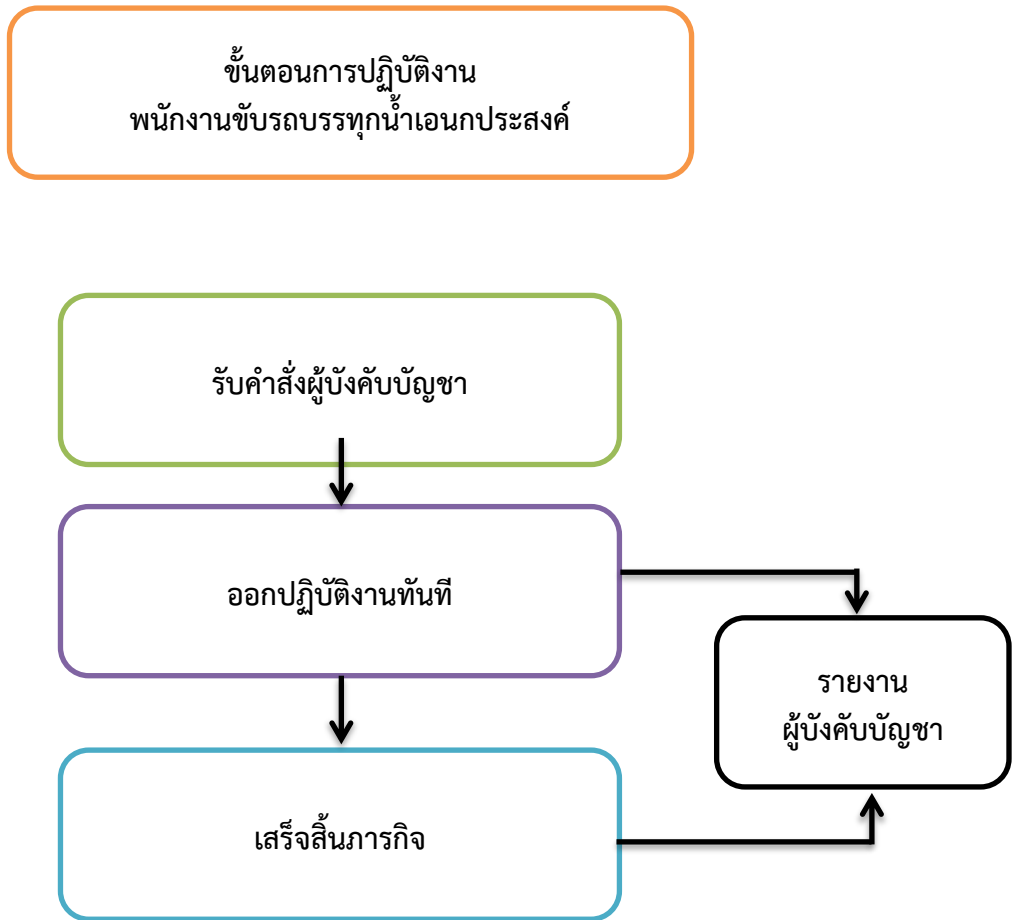 ขั้นตอนการปฏิบัติงาน
พนักงานขับรถบรรทุกน้ำเอนกประสงค์
รับคำสั่งผู้บังคับบัญชา
ออกปฏิบัติงานทันที
รายงาน
ผู้บังคับบัญชา
เสร็จสิ้นภารกิจ